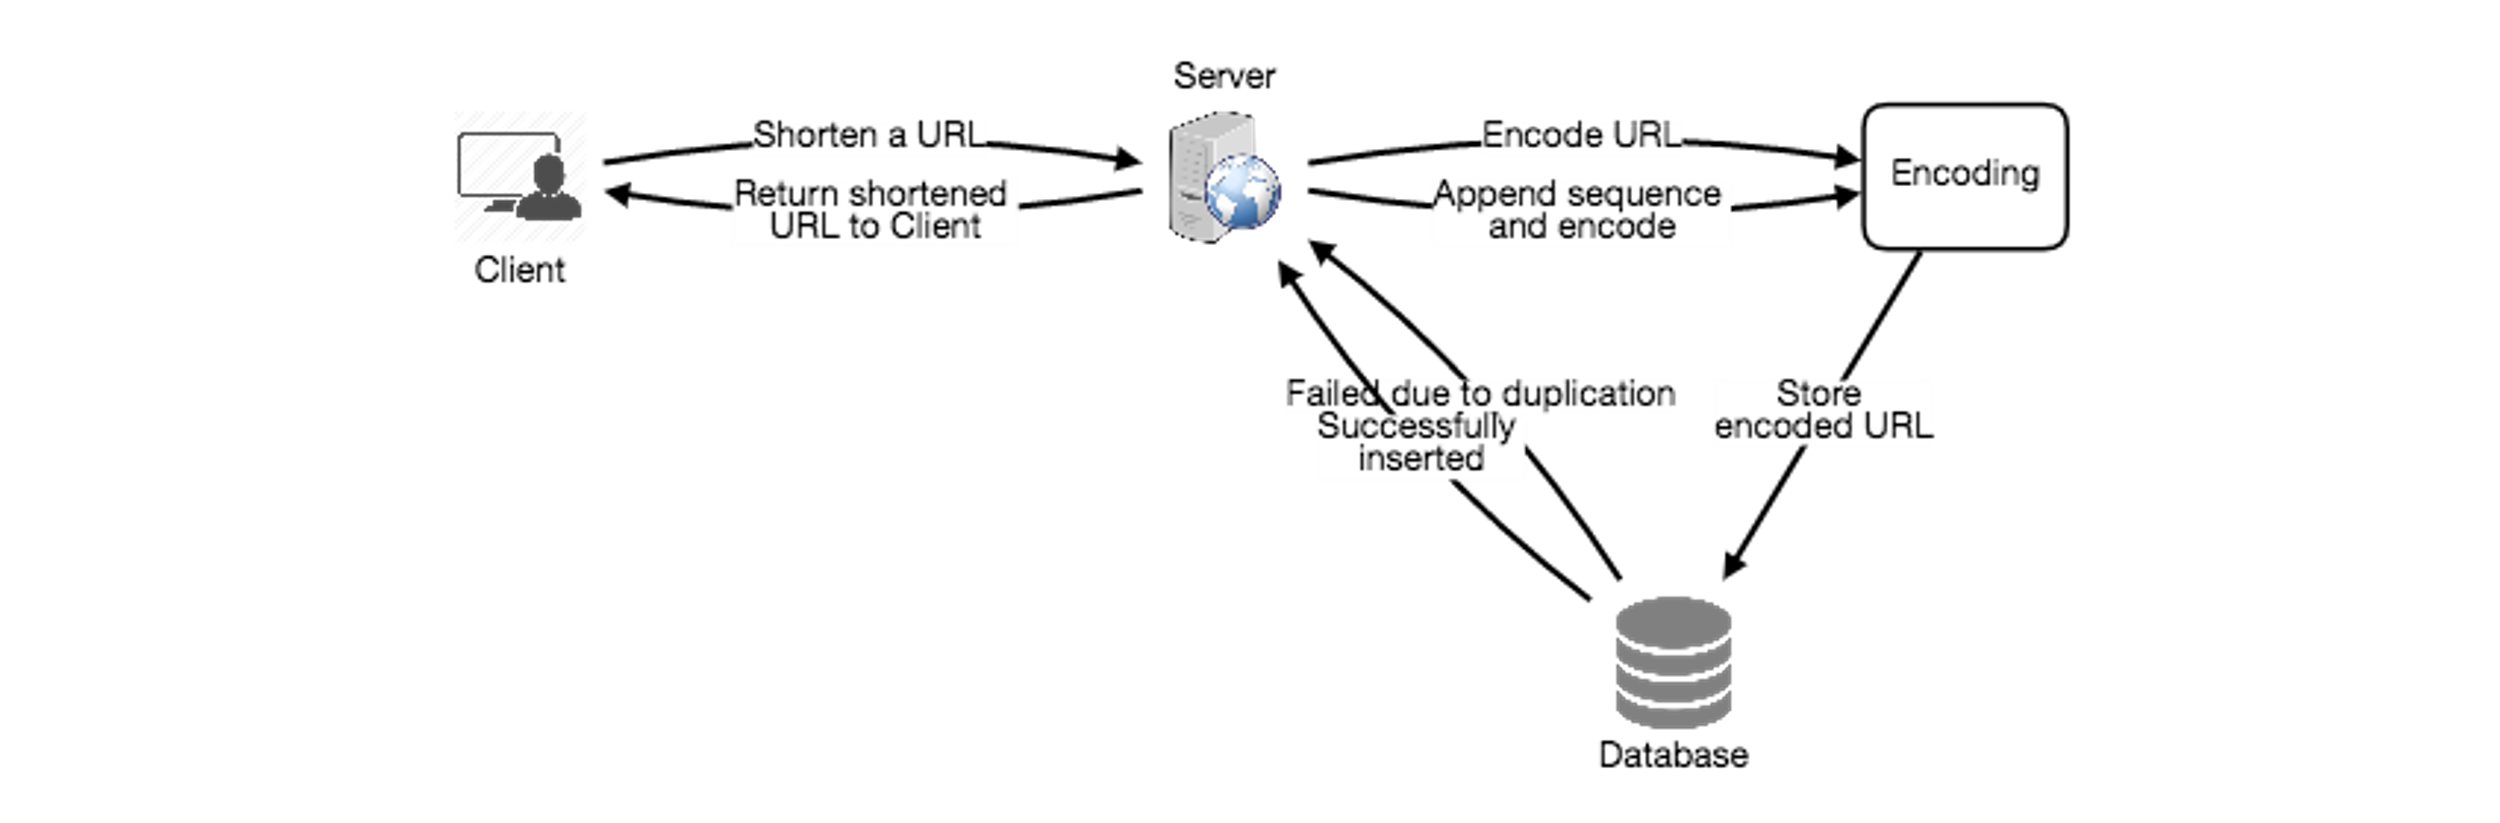 Server
Shorten a URL
Return shortened
URL to Client
Client
Encode URL
Append sequence
and encode
Encoding
Failed due to duplication
Successfully
inserted
Store
encoded URL
Database